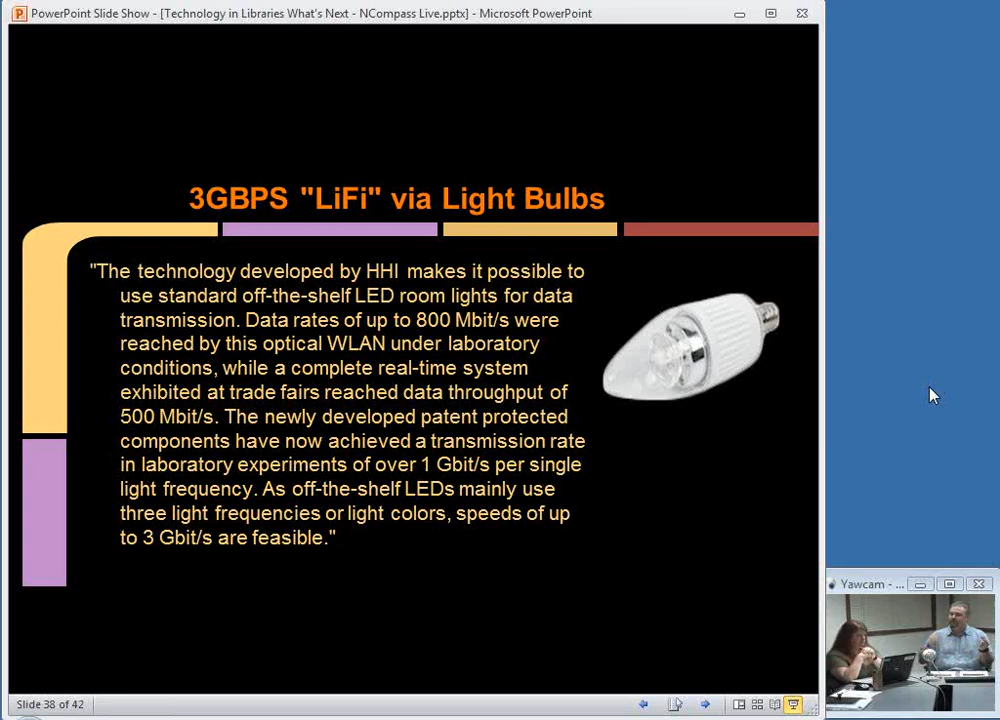 PowerPoint Slide Show - [Technology in Libraries What's Next - NCompass Live.pptx] - Microsoft PowerPoint
3GBPS "LiFi" via Light Bulbs
"The technology developed by HHI makes it possible to
use standard off-the-shelf LED room lights for data
transmission. Data rates of up to 800 Mbit/s were
reached by this optical WLAN under laboratory
conditions, while a complete real-time system
exhibited at trade fairs reached data throughput of
500 Mbit/s. The newly developed patent protected
components have now achieved a transmission rate
in laboratory experiments of over 1 Gbit/s per single
light frequency. As off-the-shelf LEDs mainly use
three light frequencies or light colors, speeds of up
to 3 Gbit/s are feasible."
Yawcam - ...
Slide 38 of 42